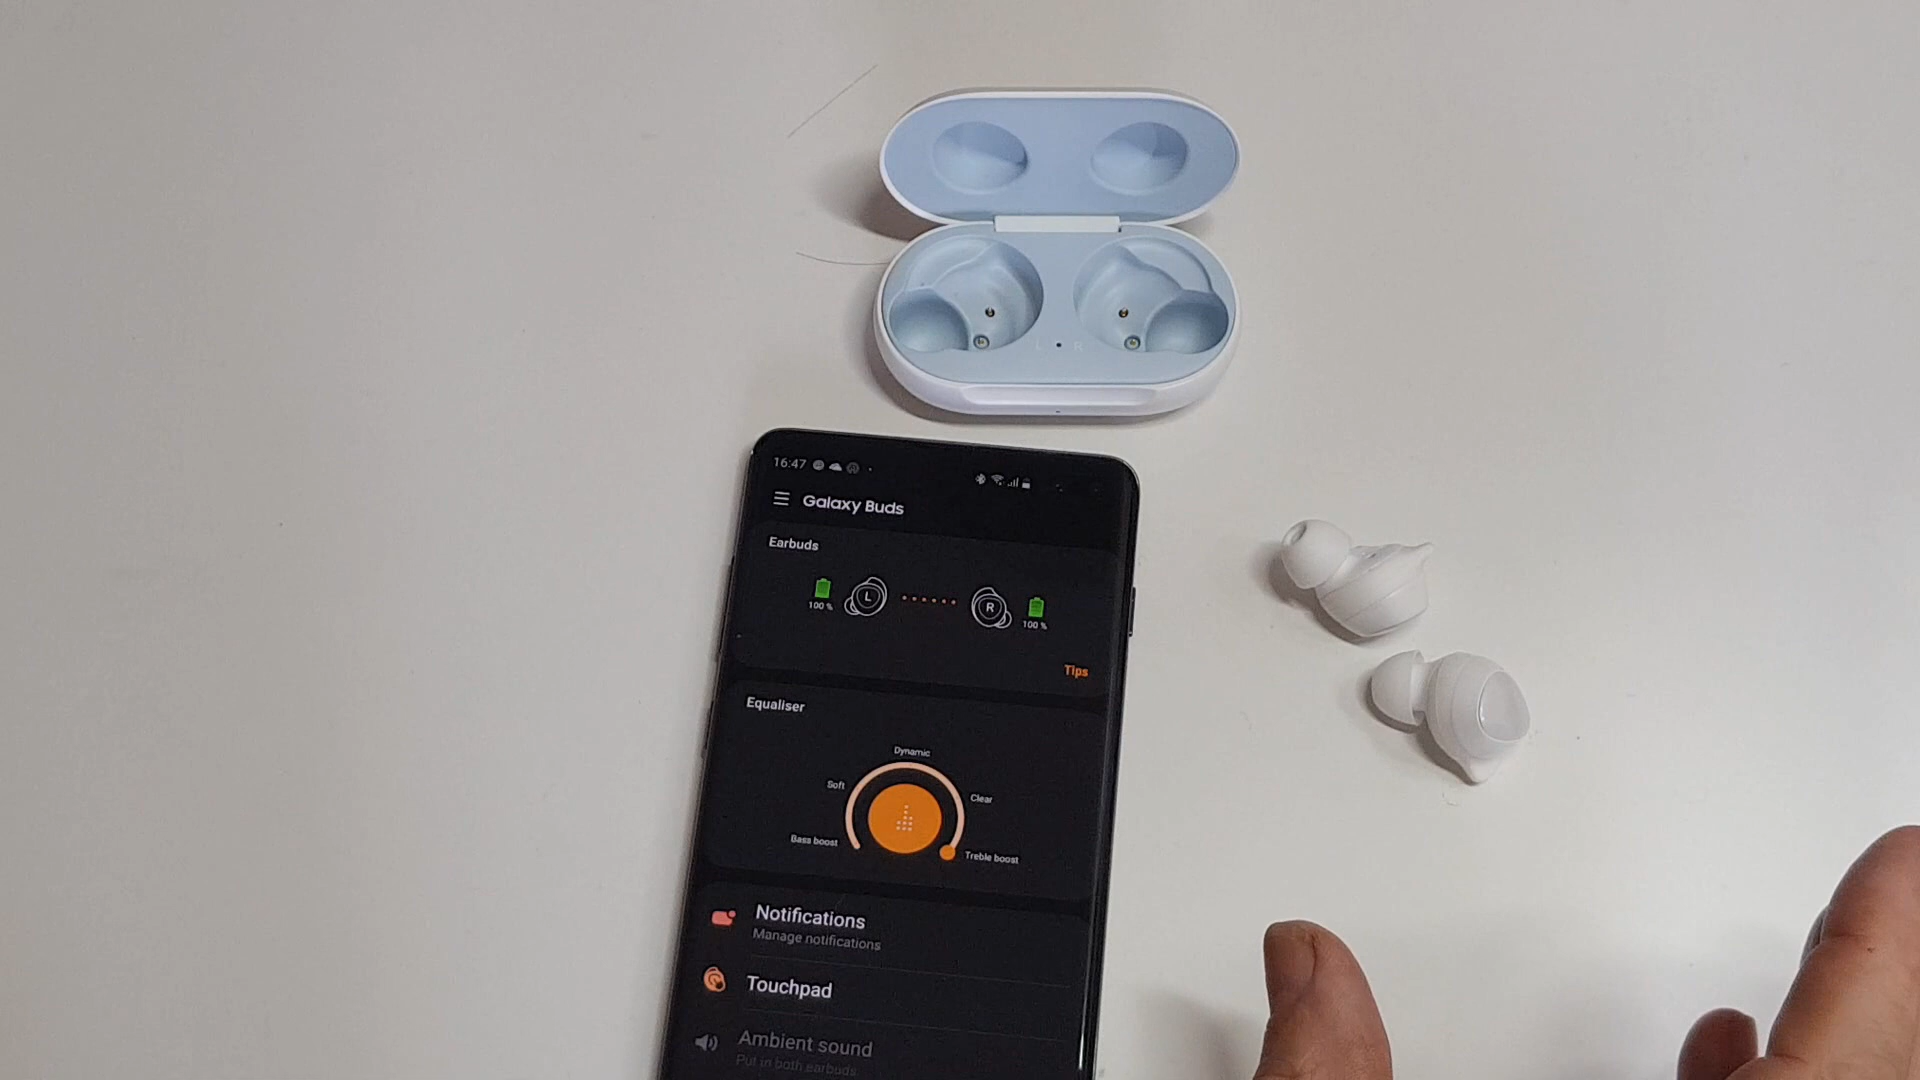 L R
16:47
Galaxy Buds
Earbuds
100 % L R 100 %
Tips
Equaliser
Dynamic
Soft
Clear
Bass boost
Treble boost
Notifications
Manage notifications
Touchpad
Ambient sound
Put in both earbuds